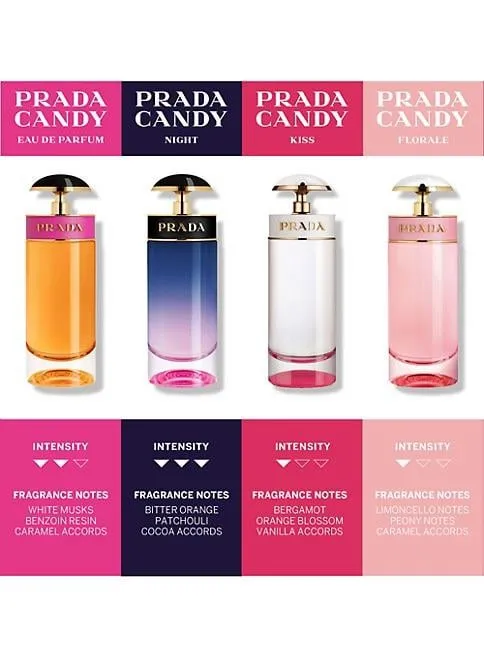 PRADA
CANDY
EAU DE PARFUM
PRADA
CANDY
NIGHT
PRADA
CANDY
KISS
PRADA
CANDY
FLORALE
PRADA
PRADA
PRADA
PRADA
INTENSITY
FRAGRANCE NOTES
WHITE MUSKS
BENZOIN RESIN
CARAMEL ACCORDS
INTENSITY
FRAGRANCE NOTES
BITTER ORANGE
PATCHOULI
COCOA ACCORDS
INTENSITY
FRAGRANCE NOTES
BERGAMOT
ORANGE BLOSSOM
VANILLA ACCORDS
INTENSITY
FRAGRANCE NOTES
LIMONCELLO NOTES
PEONY NOTES
CARAMEL ACCORDS